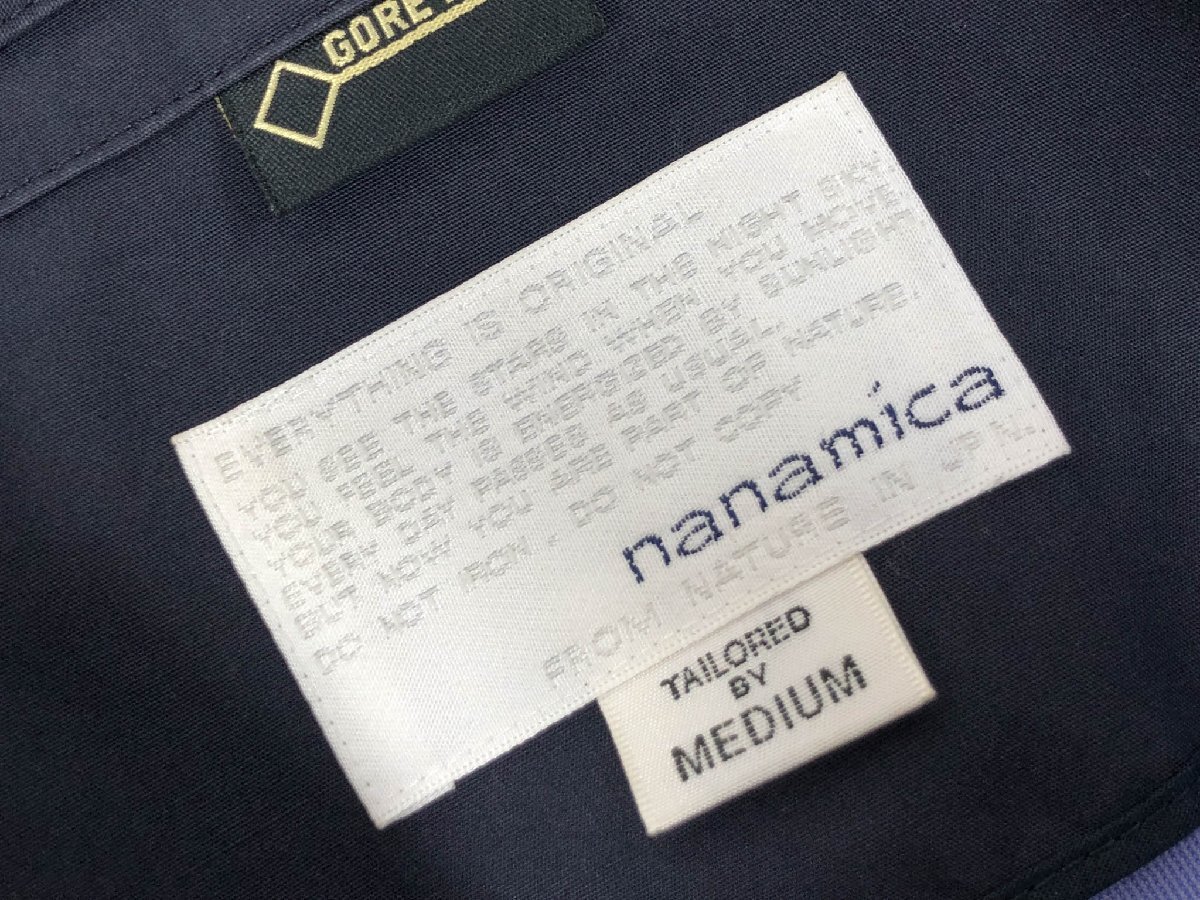 GORE
EVERYTHING IS ORIGINAL.
YOU SEE THE STARS IN THE NIGHT SKY
YOU FEEL THE WIND WHEN YOU MOVE
YOUR BODY IS ENERGIZED BY SUNLIGHT
EVERY DAY PASSES AS USUAL.
BUT NOW YOU ARE PART OF NATURE.
DO NOT IRON. DO NOT COPY
nanamica
FROM NATURE IN JPN.
TAILORED
BY
MEDIUM